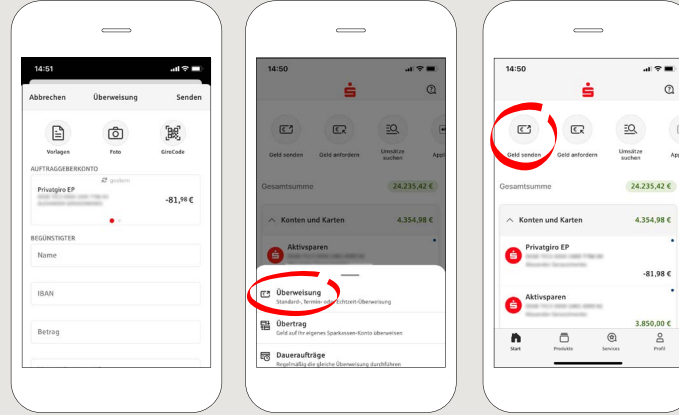 14:51
Abbrechen Überweisung Senden
Vorlagen Foto GiroCode
AUFTRAGGEBERKONTO
ändern
Privatgiro EP
-81,98 €
BEGÜNSTIGTER
Name
IBAN
Betrag
14:50
Geld senden Geld anfordern Umsätze suchen
Gesamtsumme 24.235,42 €
Konten und Karten 4.354,98 €
Aktivsparen
Überweisung
Standard-, Termin- oder Echtzeit-Überweisung
Übertrag
Geld auf Ihr eigenes Sparkassen-Konto überweisen
Daueraufträge
Regelmäßig die gleiche Überweisung durchführen
14:50
Geld senden Geld anfordern Umsätze suchen
Gesamtsumme 24.235,42 €
Konten und Karten 4.354,98 €
Privatgiro EP
-81,98 €
Aktivsparen
3.850,00 €
Start Produkte Services Profil